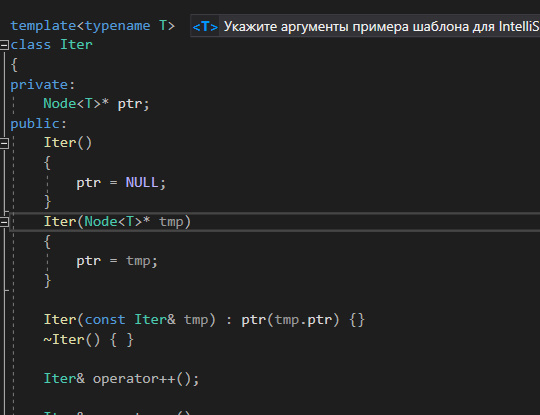 template<typename T> <T> Укажите аргументы примера шаблона для IntelliS
class Iter
{
private:
Node<T>* ptr;
public:
Iter()
{
ptr = NULL;
}
Iter(Node<T>* tmp)
{
ptr = tmp;
}
Iter(const Iter& tmp) : ptr(tmp.ptr) {}
~Iter() { }
Iter& operator++();